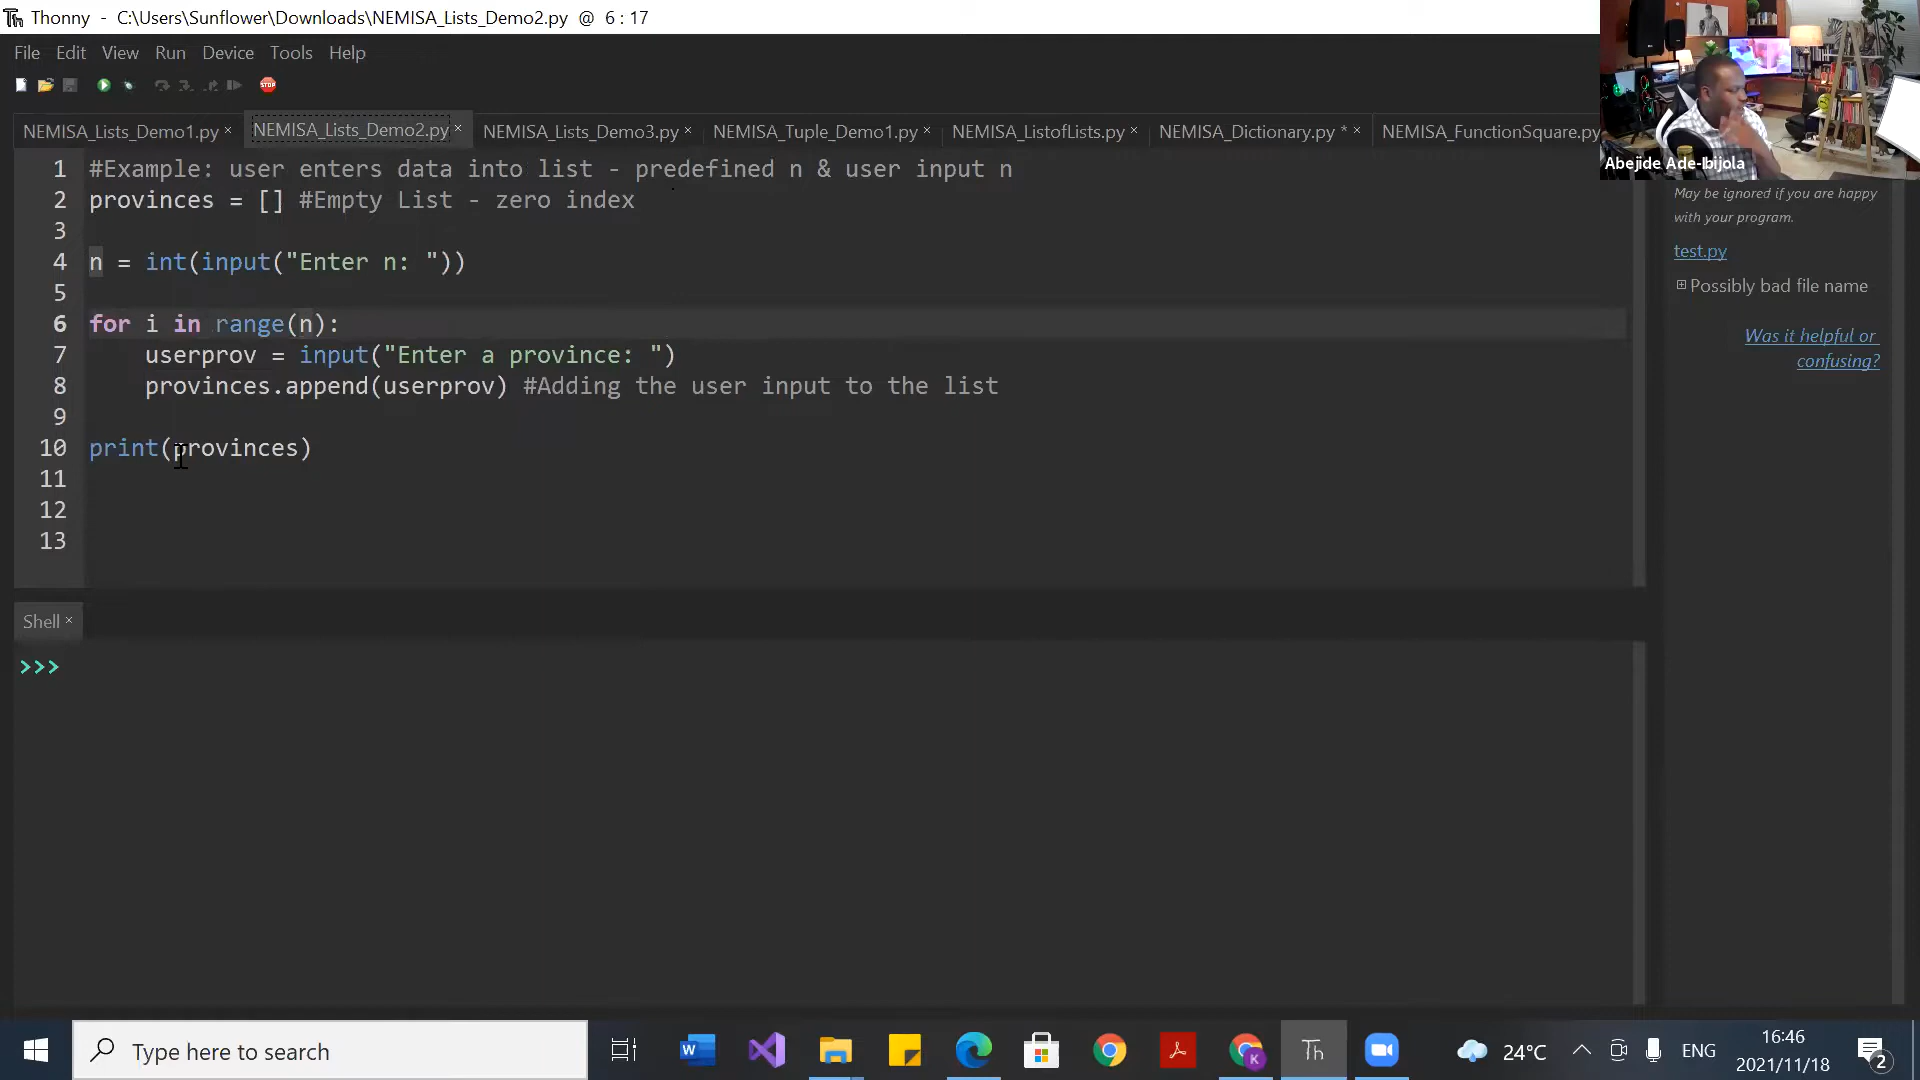 Thonny - C:\Users\Sunflower\Downloads\NEMISA_Lists_Demo2.py @ 6 : 17
File Edit View Run Device Tools Help
STOP
NEMISA_Lists_Demo1.py × NEMISA_Lists_Demo2.py × NEMISA_Lists_Demo3.py × NEMISA_Tuple_Demo1.py × NEMISA_ListofLists.py × NEMISA_Dictionary.py * × NEMISA_FunctionSquare.py
Abejide Ade-Ibijola
1 #Example: user enters data into list - predefined n & user input n
2 provinces = [] #Empty List - zero index
3
4 n = int(input("Enter n: "))
5
6 for i in range(n):
7 userprov = input("Enter a province: ")
8 provinces.append(userprov) #Adding the user input to the list
9
10 print(provinces)
11
12
13
May be ignored if you are happy
with your program.
test.py
Possibly bad file name
Was it helpful or
confusing?
Shell ×
>>>
Type here to search
W
K
Th
24°C
ENG
16:46
2021/11/18
2